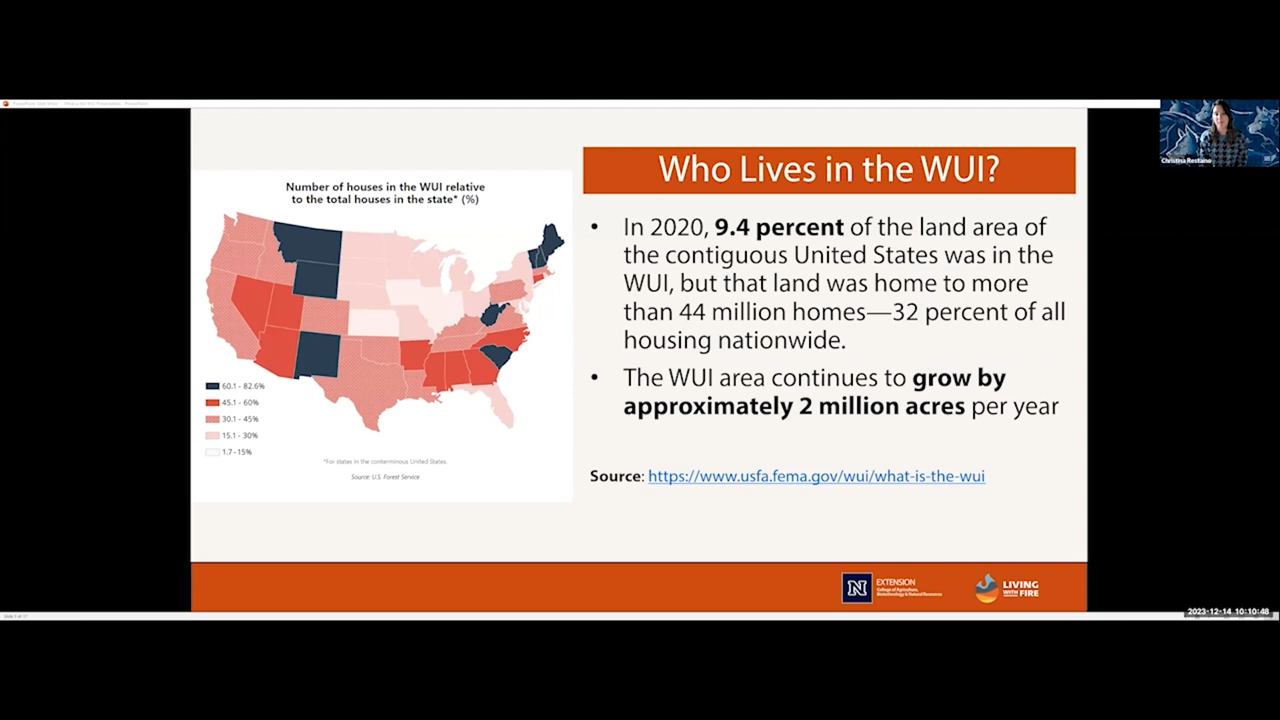 Christina Restaino
Who Lives in the WUI?
Number of houses in the WUI relative
to the total houses in the state* (%)
60.1 - 82.6%
45.1 - 60%
30.1 - 45%
15.1 - 30%
1.7 - 15%
*For states in the conterminous United States.
Source: U.S. Forest Service
• In 2020, 9.4 percent of the land area of
the contiguous United States was in the
WUI, but that land was home to more
than 44 million homes—32 percent of all
housing nationwide.
• The WUI area continues to grow by
approximately 2 million acres per year
Source: https://www.usfa.fema.gov/wui/what-is-the-wui
N
EXTENSION
College of Agriculture,
Biotechnology & Natural Resources
LIVING
WITH FIRE
2023-12-14 10:10:48